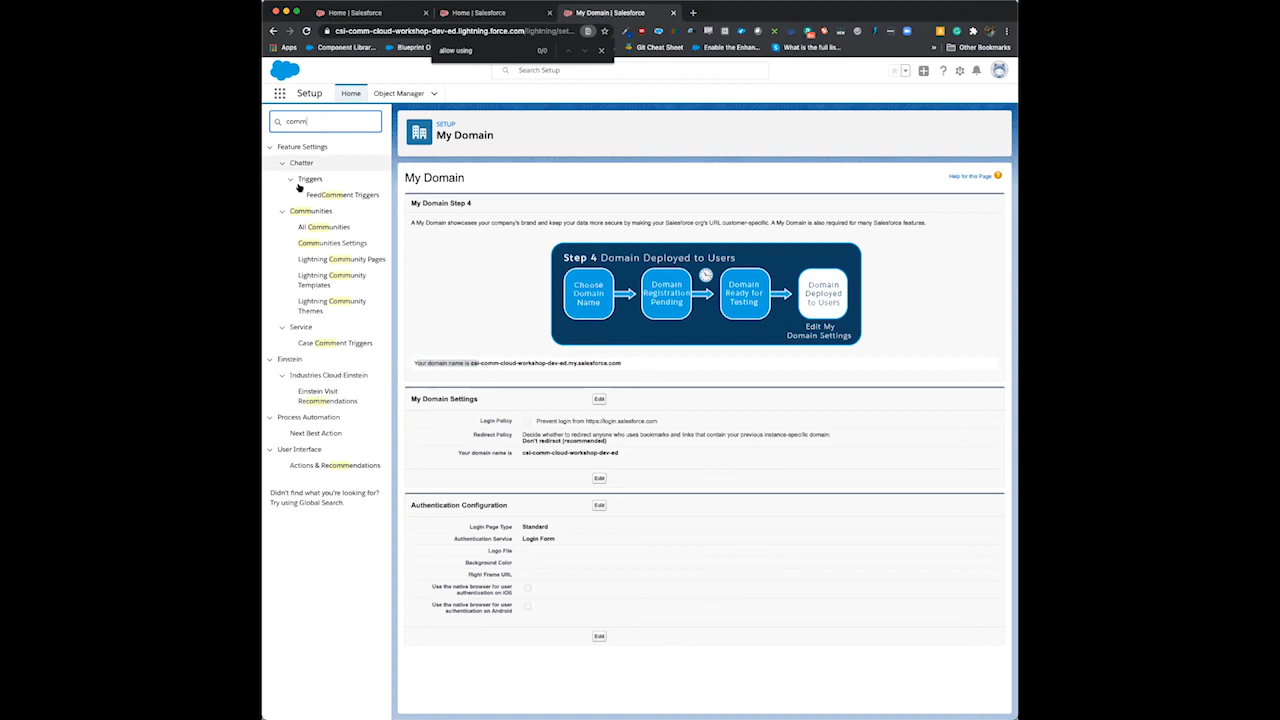 Home | Salesforce
Home | Salesforce
My Domain | Salesforce
csi-comm-cloud-workshop-dev-ed.lightning.force.com/lightning/set...
Apps
Component Librar...
Blueprint O
allow using
0/0
Git Cheat Sheet
Enable the Enhan...
What is the full lis...
Other Bookmarks
Search Setup
Setup
Home
Object Manager
comm
Feature Settings
Chatter
Triggers
FeedComment Triggers
Communities
All Communities
Communities Settings
Lightning Community Pages
Lightning Community
Templates
Lightning Community
Themes
Service
Case Comment Triggers
Einstein
Industries Cloud Einstein
Einstein Visit
Recommendations
Process Automation
Next Best Action
User Interface
Actions & Recommendations
Didn't find what you're looking for?
Try using Global Search.
SETUP
My Domain
My Domain
Help for this Page
My Domain Step 4
A My Domain showcases your company's brand and keep your data more secure by making your Salesforce org's URL customer-specific. A My Domain is also required for many Salesforce features.
Step 4 Domain Deployed to Users
Choose
Domain
Name
Domain
Registration
Pending
Domain
Ready for
Testing
Domain
Deployed
to Users
Edit My
Domain Settings
Your domain name is csi-comm-cloud-workshop-dev-ed.my.salesforce.com
My Domain Settings
Edit
Login Policy
Prevent login from https://login.salesforce.com
Redirect Policy
Decide whether to redirect anyone who uses bookmarks and links that contain your previous instance-specific domain:
Don't redirect (recommended)
Your domain name is
csi-comm-cloud-workshop-dev-ed
Edit
Authentication Configuration
Edit
Login Page Type
Standard
Authentication Service
Login Form
Logo File
Background Color
Right Frame URL
Use the native browser for user
authentication on iOS
Use the native browser for user
authentication on Android
Edit